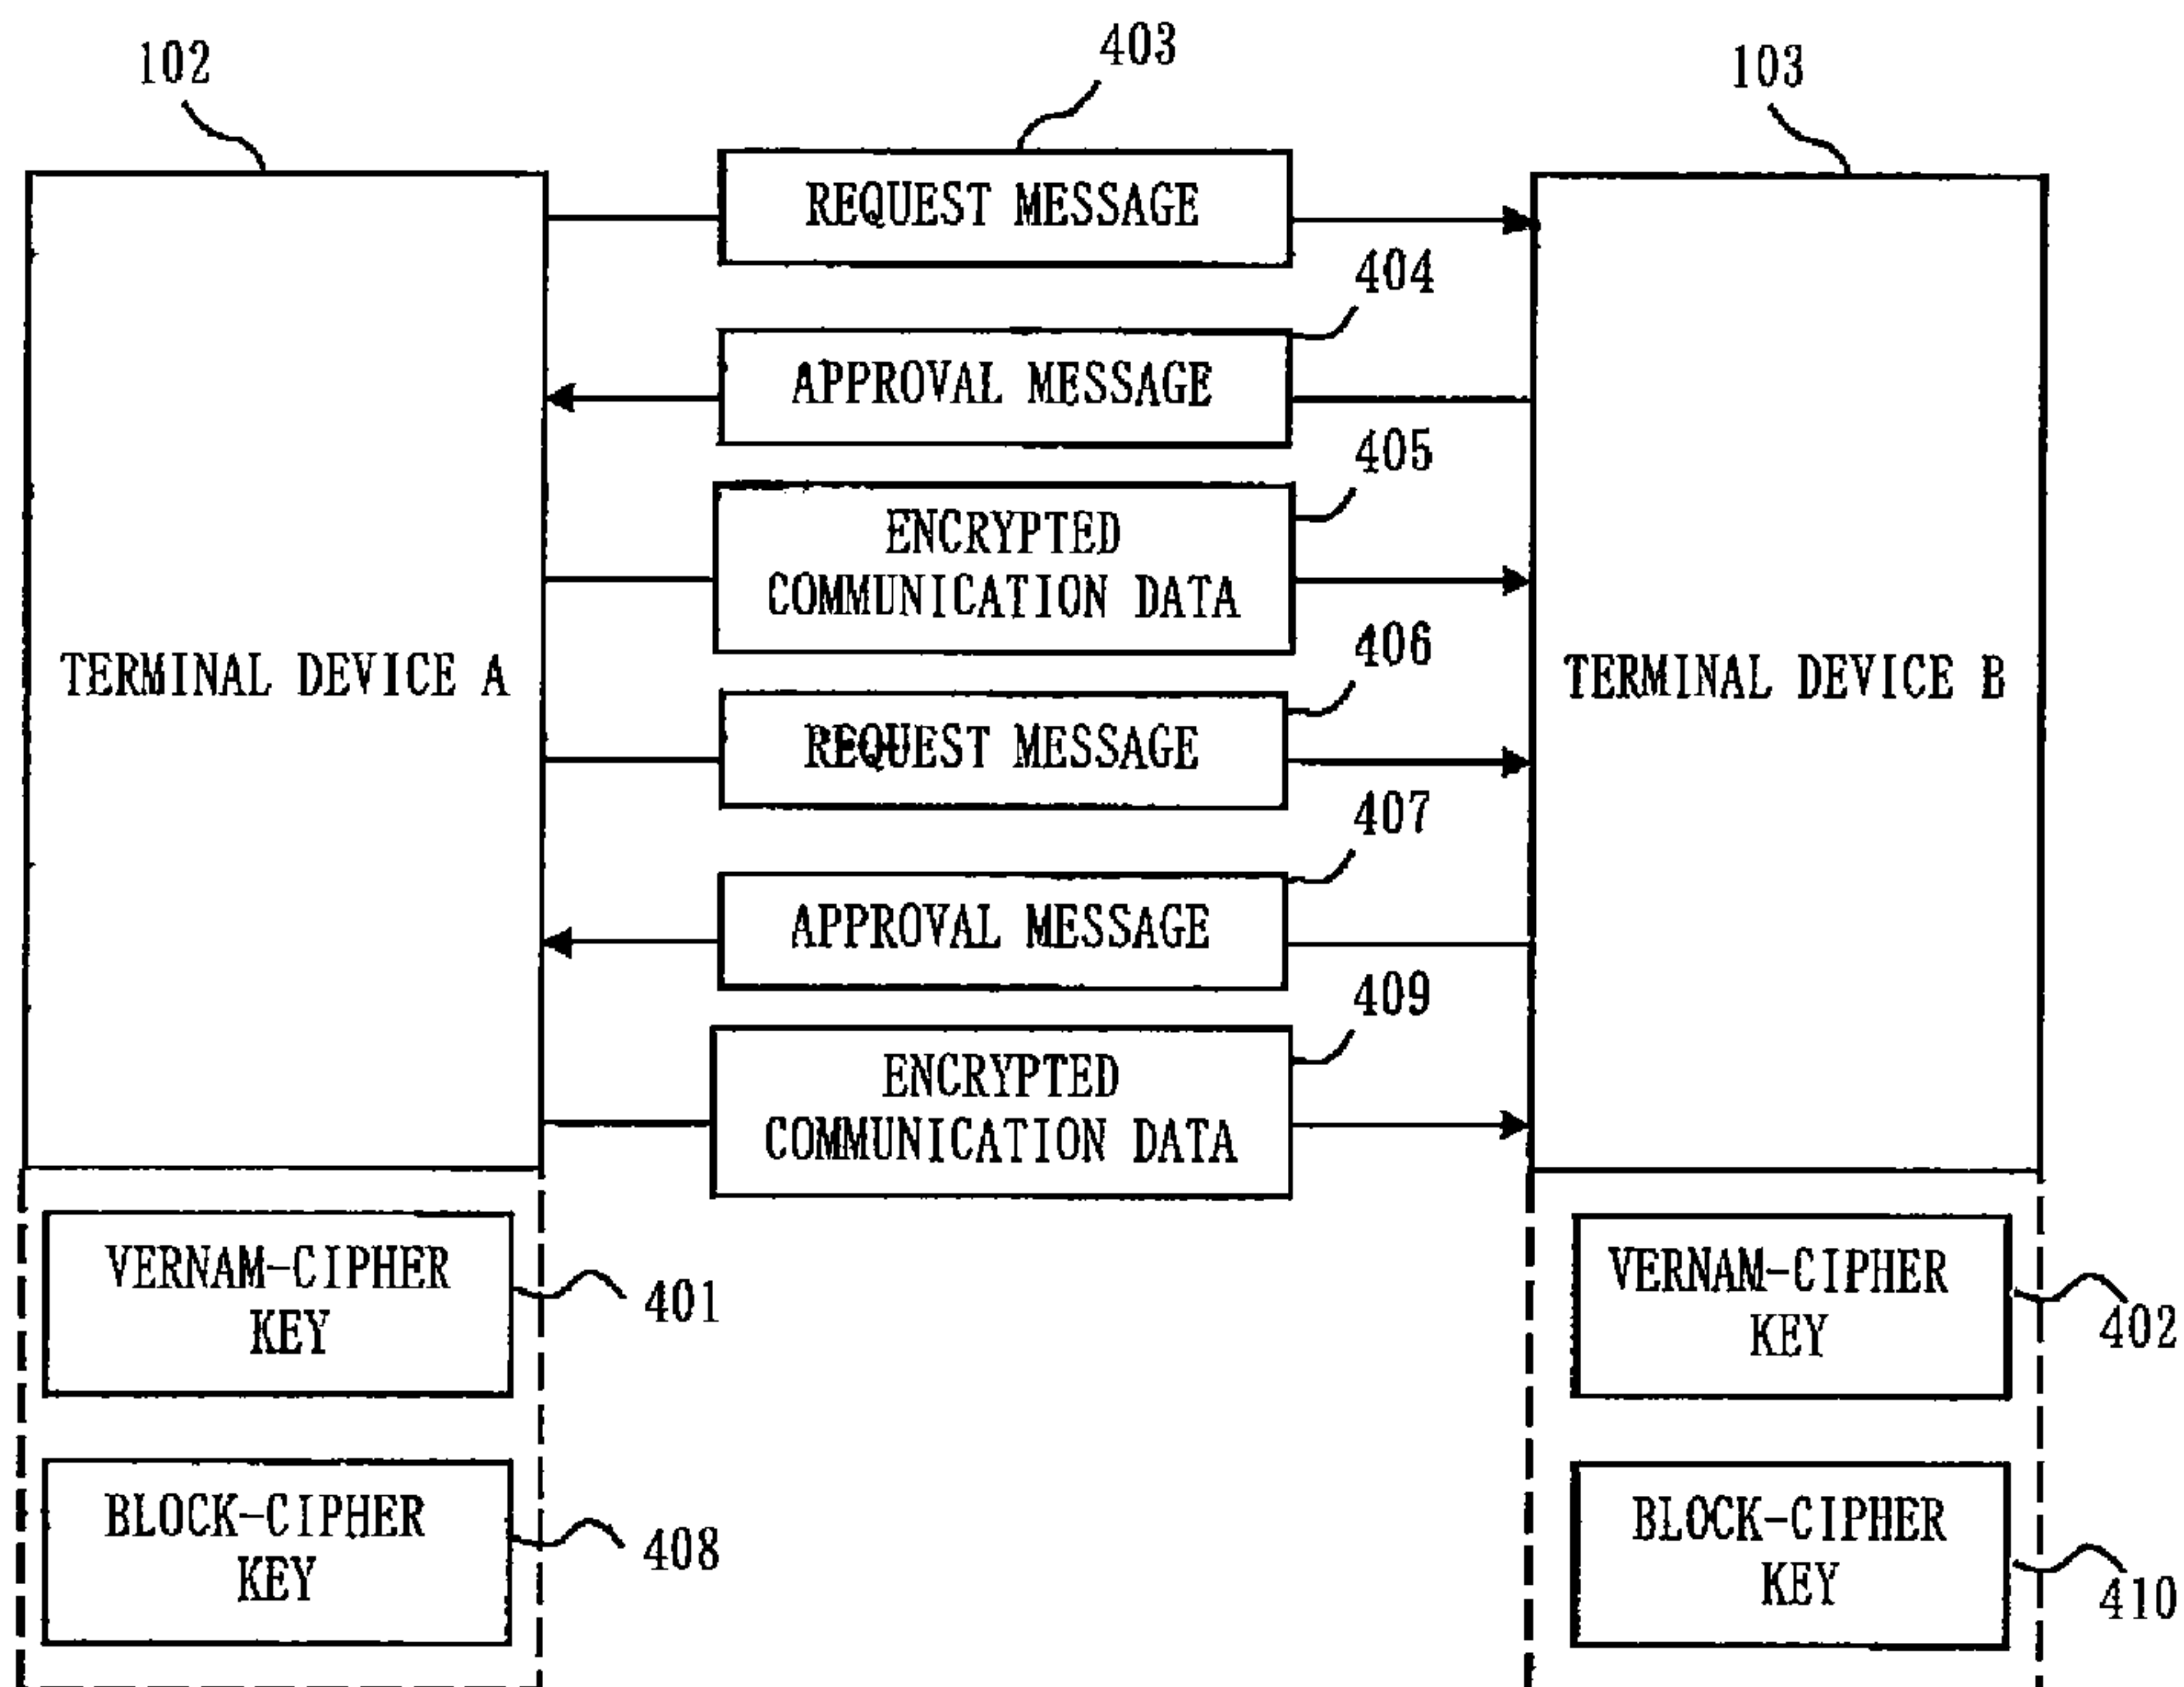 102
403
103
REQUEST MESSAGE
404
APPROVAL MESSAGE
405
ENCRYPTED
COMMUNICATION DATA
406
TERMINAL DEVICE A
TERMINAL DEVICE B
REQUEST MESSAGE
407
APPROVAL MESSAGE
409
ENCRYPTED
COMMUNICATION DATA
VERNAM-CIPHER
KEY
401
VERNAM-CIPHER
KEY
402
BLOCK-CIPHER
KEY
408
BLOCK-CIPHER
KEY
410